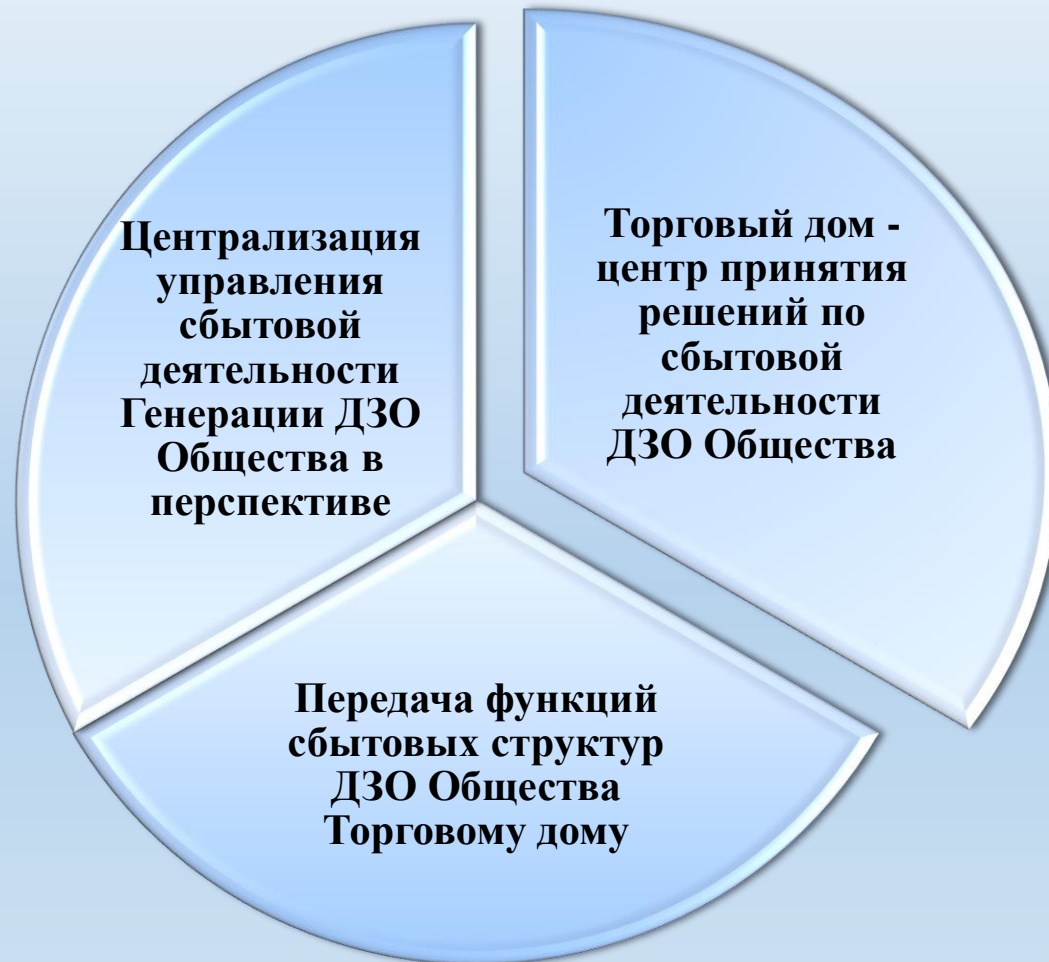 Централизация
управления
сбытовой
деятельности
Генерации ДЗО
Общества в
перспективе
Торговый дом -
центр принятия
решений по
сбытовой
деятельности
ДЗО Общества
Передача функций
сбытовых структур
ДЗО Общества
Торговому дому